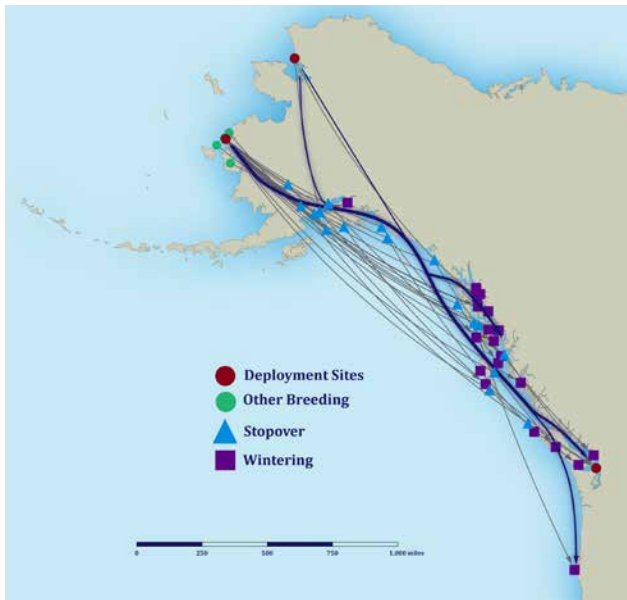 Deployment Sites
Other Breeding
Stopover
Wintering
0 250 500 750 1,000 miles